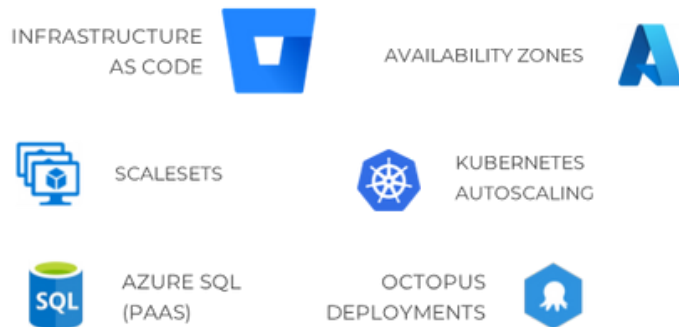 INFRASTRUCTURE
AS CODE
AVAILABILITY ZONES
SCALESETS
KUBERNETES
AUTOSCALING
SQL
AZURE SQL
(PAAS)
OCTOPUS
DEPLOYMENTS